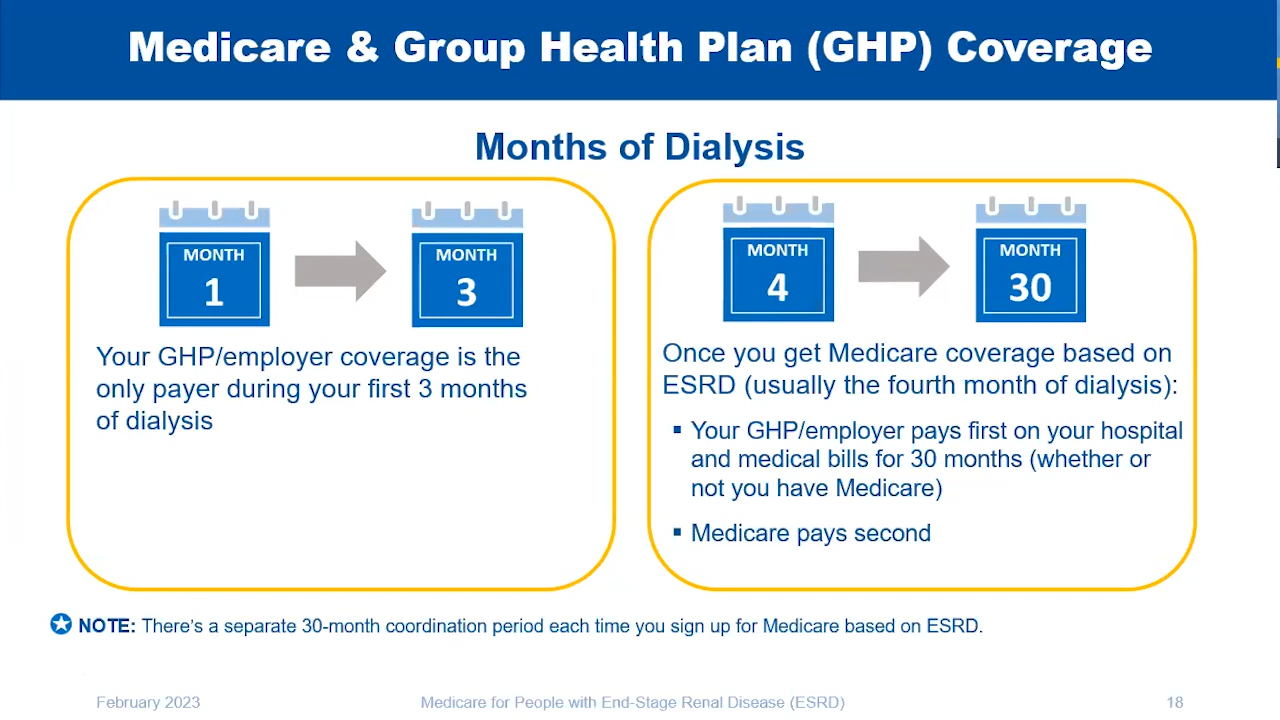 Medicare & Group Health Plan (GHP) Coverage
Months of Dialysis
MONTH
1
MONTH
3
Your GHP/employer coverage is the
only payer during your first 3 months
of dialysis
MONTH
4
MONTH
30
Once you get Medicare coverage based on
ESRD (usually the fourth month of dialysis):
▪ Your GHP/employer pays first on your hospital
and medical bills for 30 months (whether or
not you have Medicare)
▪ Medicare pays second
NOTE: There's a separate 30-month coordination period each time you sign up for Medicare based on ESRD.
February 2023
Medicare for People with End-Stage Renal Disease (ESRD)
18